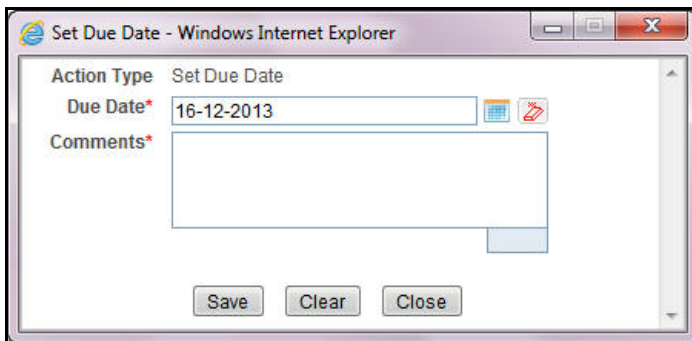 Set Due Date - Windows Internet Explorer
Action Type Set Due Date
Due Date* 16-12-2013
Comments*
Save Clear Close